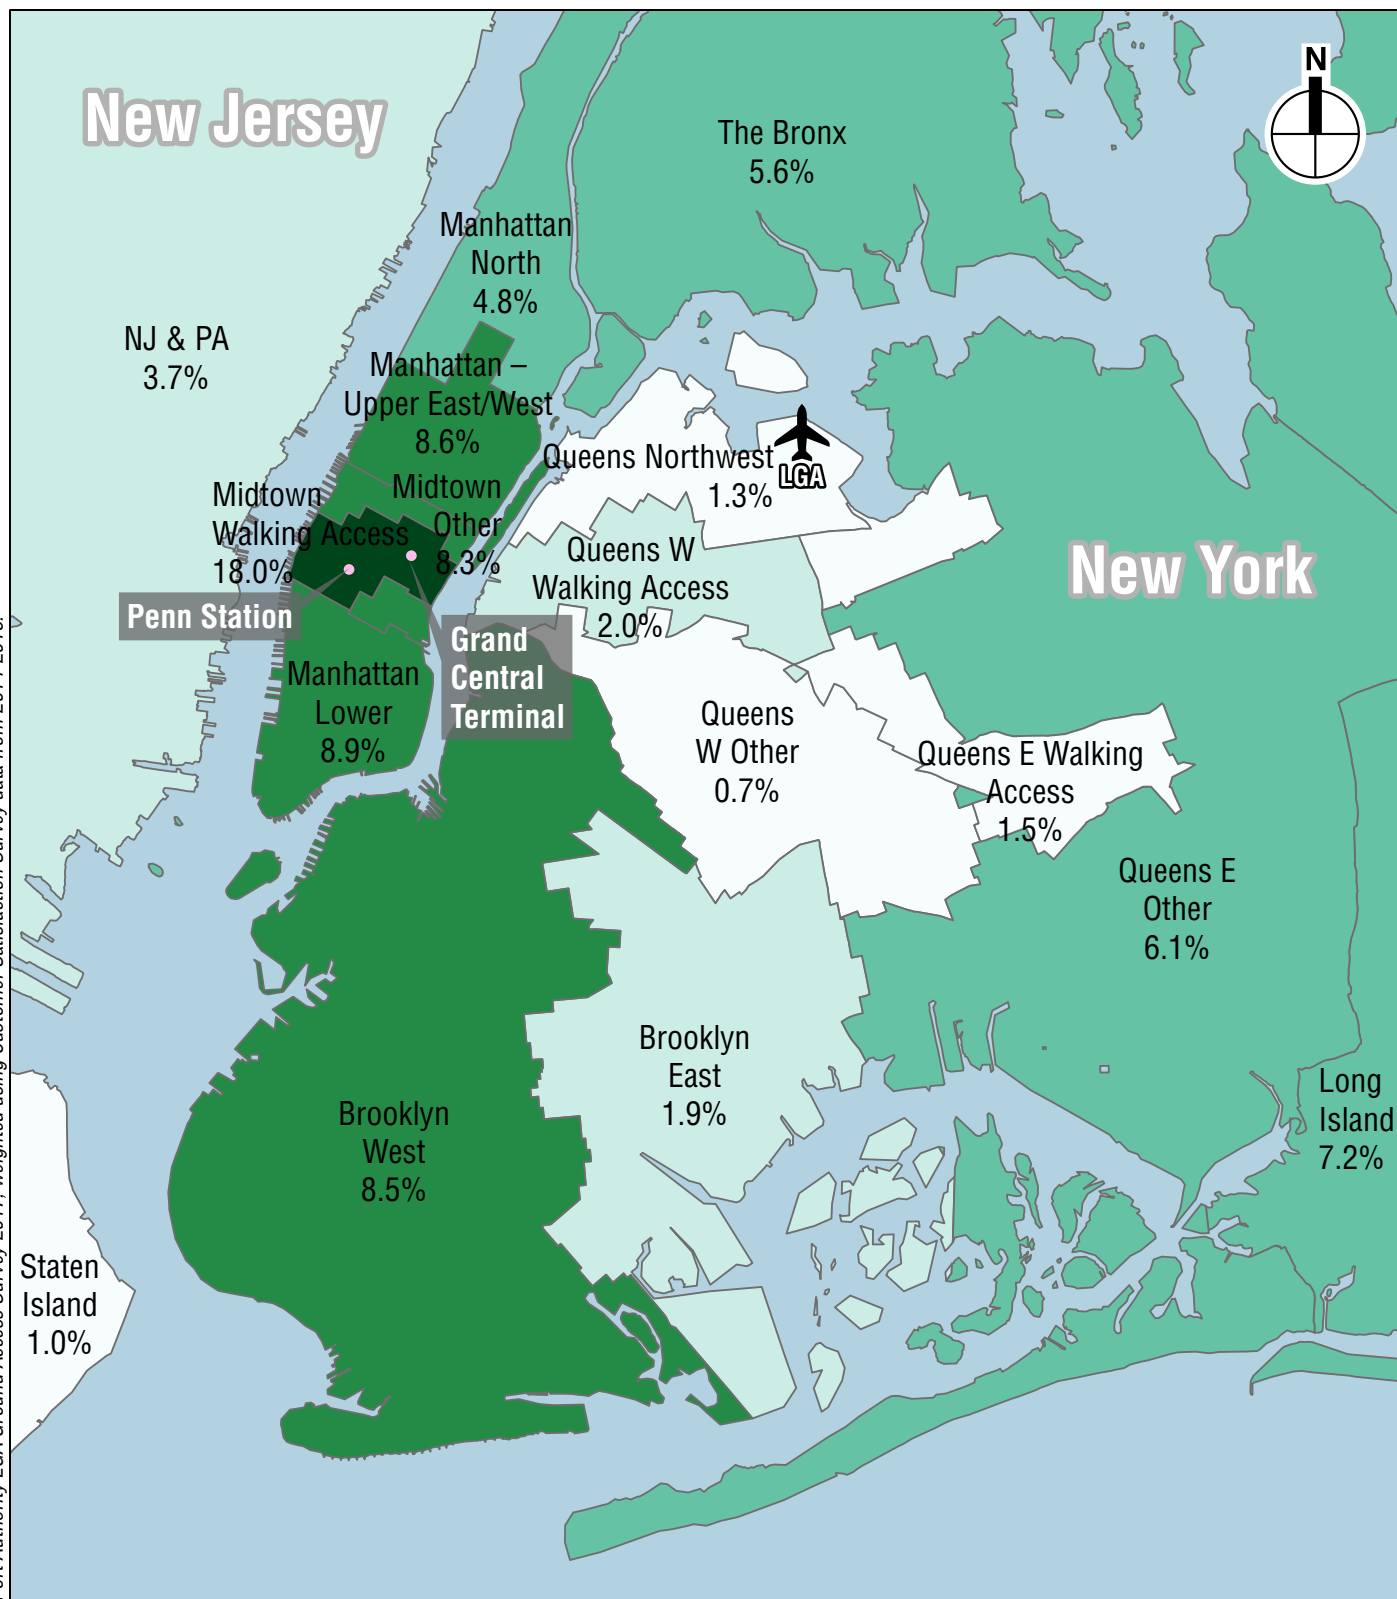 New Jersey
N
The Bronx
5.6%
Manhattan
North
4.8%
NJ & PA
3.7%
Manhattan –
Upper East/West
8.6%
Queens Northwest
1.3%
LGA
Midtown
Walking Access
18.0%
Midtown
Other
8.3%
Queens W
Walking Access
2.0%
New York
Penn Station
Grand
Central
Terminal
Manhattan
Lower
8.9%
Queens
W Other
0.7%
Queens E Walking
Access
1.5%
Queens E
Other
6.1%
Brooklyn
East
1.9%
Long
Island
7.2%
Brooklyn
West
8.5%
Staten
Island
1.0%